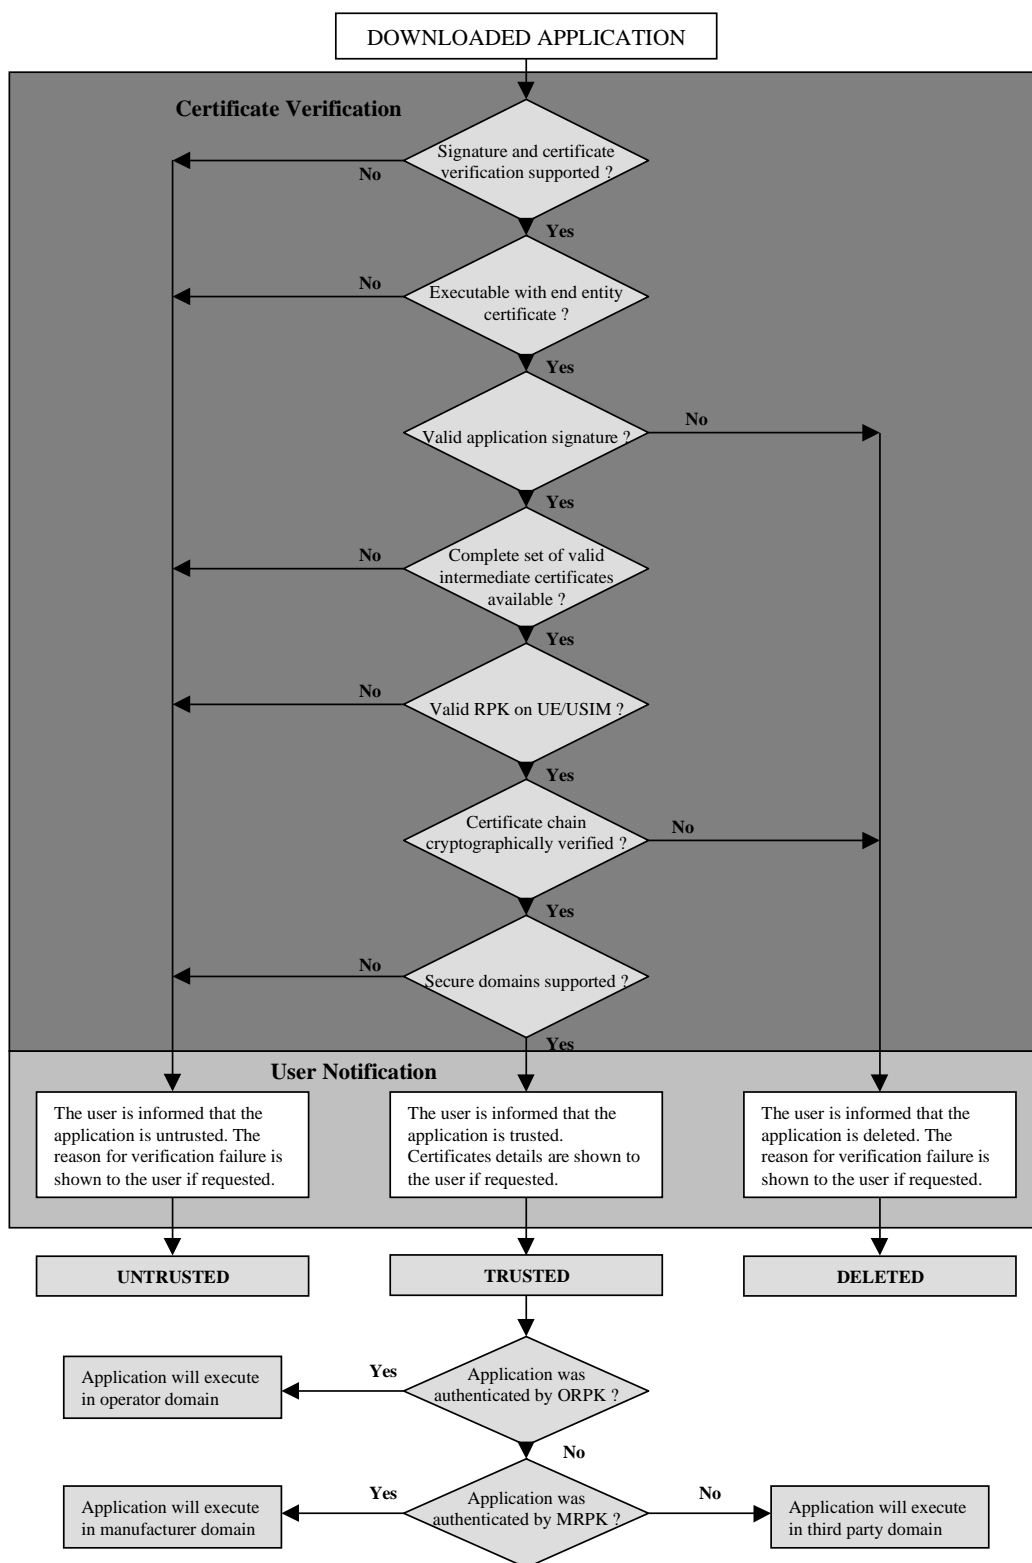 DOWNLOADED APPLICATION
Certificate Verification
Signature and certificate
verification supported ?
No
Yes
Executable with end entity
certificate ?
No
Yes
Valid application signature ?
No
Yes
Complete set of valid
intermediate certificates
available ?
No
Yes
Valid RPK on UE/USIM ?
No
Yes
Certificate chain
cryptographically verified ?
No
Yes
Secure domains supported ?
No
Yes
User Notification
The user is informed that the
application is untrusted. The
reason for verification failure is
shown to the user if requested.
The user is informed that the
application is trusted.
Certificates details are shown to
the user if requested.
The user is informed that the
application is deleted. The
reason for verification failure is
shown to the user if requested.
UNTRUSTED
TRUSTED
DELETED
Application was
authenticated by ORPK ?
Yes
Application will execute
in operator domain
No
Application was
authenticated by MRPK ?
Yes
Application will execute
in manufacturer domain
No
Application will execute
in third party domain